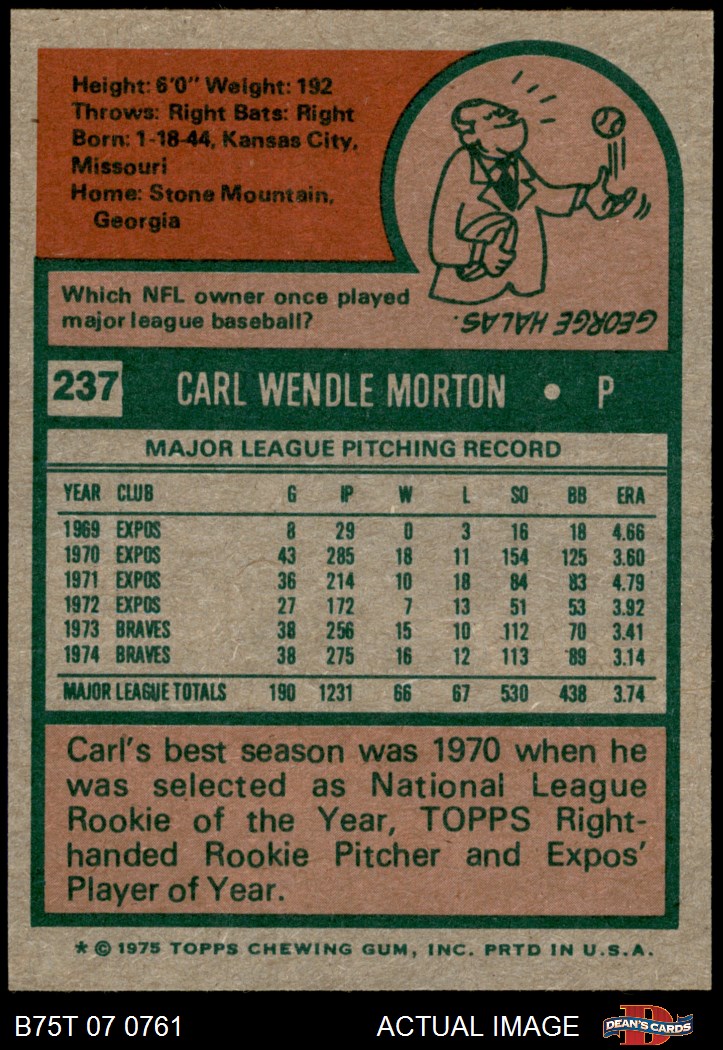 Height: 6'0" Weight: 192
Throws: Right Bats: Right
Born: 1-18-44, Kansas City,
Missouri
Home: Stone Mountain,
Georgia
Which NFL owner once played
major league baseball?
GEORGE HALAS.
237 CARL WENDLE MORTON • P
MAJOR LEAGUE PITCHING RECORD
YEAR CLUB G IP W L SO BB ERA
1969 EXPOS 8 29 0 3 16 18 4.66
1970 EXPOS 43 285 18 11 154 125 3.60
1971 EXPOS 36 214 10 18 84 83 4.79
1972 EXPOS 27 172 7 13 51 53 3.92
1973 BRAVES 38 256 15 10 112 70 3.41
1974 BRAVES 38 275 16 12 113 89 3.14
MAJOR LEAGUE TOTALS 190 1231 66 67 530 438 3.74
Carl's best season was 1970 when he
was selected as National League
Rookie of the Year, TOPPS Right-
handed Rookie Pitcher and Expos'
Player of Year.
* © 1975 TOPPS CHEWING GUM, INC. PRTD IN U.S.A.
B75T 07 0761 ACTUAL IMAGE D DEAN'S CARDS